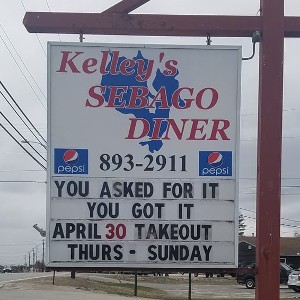 Kelley's
SEBAGO
DINER
pepsi 893-2911 pepsi
YOU ASKED FOR IT
YOU GOT IT
APRIL 30 TAKEOUT
THURS - SUNDAY